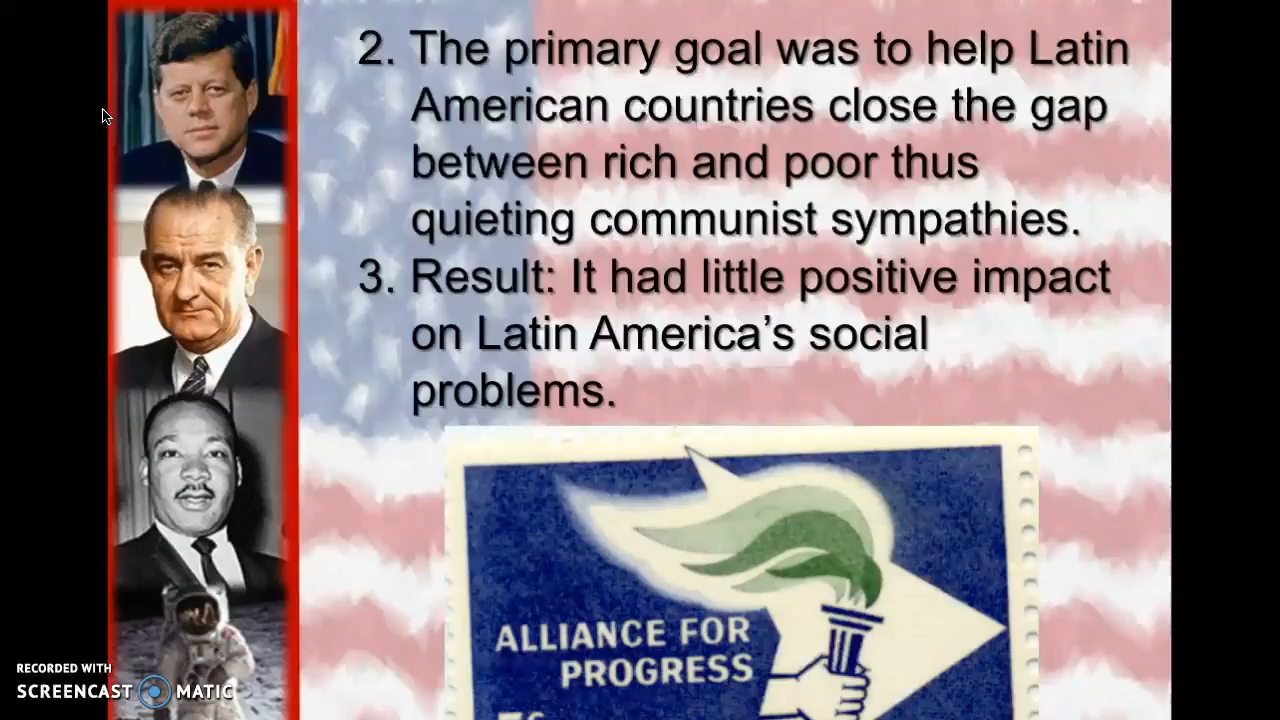 2. The primary goal was to help Latin
American countries close the gap
between rich and poor thus
quieting communist sympathies.
3. Result: It had little positive impact
on Latin America’s social
problems.
ALLIANCE FOR
PROGRESS
RECORDED WITH
SCREENCAST MATIC